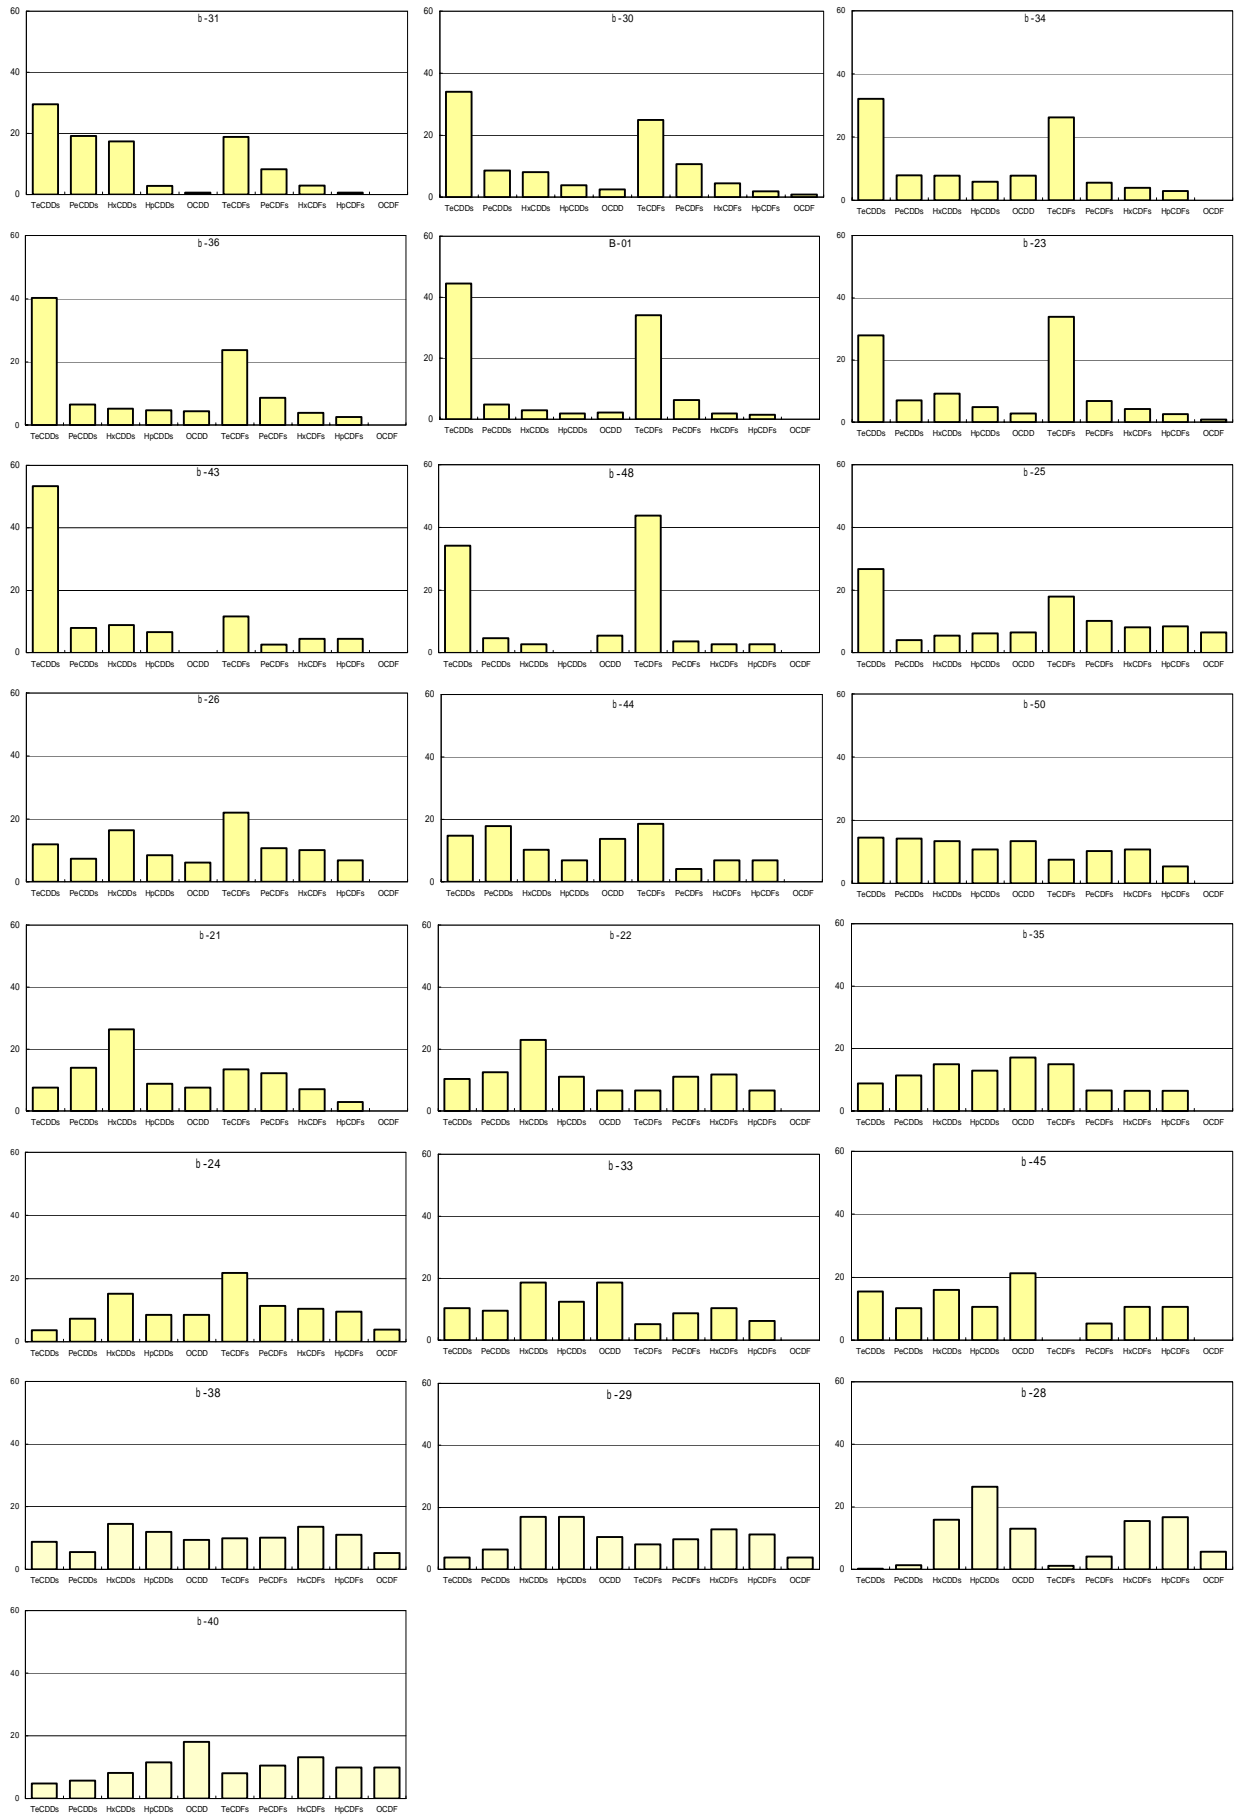 b-31
60
40
20
0
TeCDDs PeCDDs HxCDDs HpCDDs OCDD TeCDFs PeCDFs HxCDFs HpCDFs OCDF
b-30
60
40
20
0
TeCDDs PeCDDs HxCDDs HpCDDs OCDD TeCDFs PeCDFs HxCDFs HpCDFs OCDF
b-34
60
40
20
0
TeCDDs PeCDDs HxCDDs HpCDDs OCDD TeCDFs PeCDFs HxCDFs HpCDFs OCDF
b-36
60
40
20
0
TeCDDs PeCDDs HxCDDs HpCDDs OCDD TeCDFs PeCDFs HxCDFs HpCDFs OCDF
B-01
60
40
20
0
TeCDDs PeCDDs HxCDDs HpCDDs OCDD TeCDFs PeCDFs HxCDFs HpCDFs OCDF
b-23
60
40
20
0
TeCDDs PeCDDs HxCDDs HpCDDs OCDD TeCDFs PeCDFs HxCDFs HpCDFs OCDF
b-43
60
40
20
0
TeCDDs PeCDDs HxCDDs HpCDDs OCDD TeCDFs PeCDFs HxCDFs HpCDFs OCDF
b-48
60
40
20
0
TeCDDs PeCDDs HxCDDs HpCDDs OCDD TeCDFs PeCDFs HxCDFs HpCDFs OCDF
b-25
60
40
20
0
TeCDDs PeCDDs HxCDDs HpCDDs OCDD TeCDFs PeCDFs HxCDFs HpCDFs OCDF
b-26
60
40
20
0
TeCDDs PeCDDs HxCDDs HpCDDs OCDD TeCDFs PeCDFs HxCDFs HpCDFs OCDF
b-44
60
40
20
0
TeCDDs PeCDDs HxCDDs HpCDDs OCDD TeCDFs PeCDFs HxCDFs HpCDFs OCDF
b-50
60
40
20
0
TeCDDs PeCDDs HxCDDs HpCDDs OCDD TeCDFs PeCDFs HxCDFs HpCDFs OCDF
b-21
60
40
20
0
TeCDDs PeCDDs HxCDDs HpCDDs OCDD TeCDFs PeCDFs HxCDFs HpCDFs OCDF
b-22
60
40
20
0
TeCDDs PeCDDs HxCDDs HpCDDs OCDD TeCDFs PeCDFs HxCDFs HpCDFs OCDF
b-35
60
40
20
0
TeCDDs PeCDDs HxCDDs HpCDDs OCDD TeCDFs PeCDFs HxCDFs HpCDFs OCDF
b-24
60
40
20
0
TeCDDs PeCDDs HxCDDs HpCDDs OCDD TeCDFs PeCDFs HxCDFs HpCDFs OCDF
b-33
60
40
20
0
TeCDDs PeCDDs HxCDDs HpCDDs OCDD TeCDFs PeCDFs HxCDFs HpCDFs OCDF
b-45
60
40
20
0
TeCDDs PeCDDs HxCDDs HpCDDs OCDD TeCDFs PeCDFs HxCDFs HpCDFs OCDF
b-38
60
40
20
0
TeCDDs PeCDDs HxCDDs HpCDDs OCDD TeCDFs PeCDFs HxCDFs HpCDFs OCDF
b-29
60
40
20
0
TeCDDs PeCDDs HxCDDs HpCDDs OCDD TeCDFs PeCDFs HxCDFs HpCDFs OCDF
b-28
60
40
20
0
TeCDDs PeCDDs HxCDDs HpCDDs OCDD TeCDFs PeCDFs HxCDFs HpCDFs OCDF
b-40
60
40
20
0
TeCDDs PeCDDs HxCDDs HpCDDs OCDD TeCDFs PeCDFs HxCDFs HpCDFs OCDF